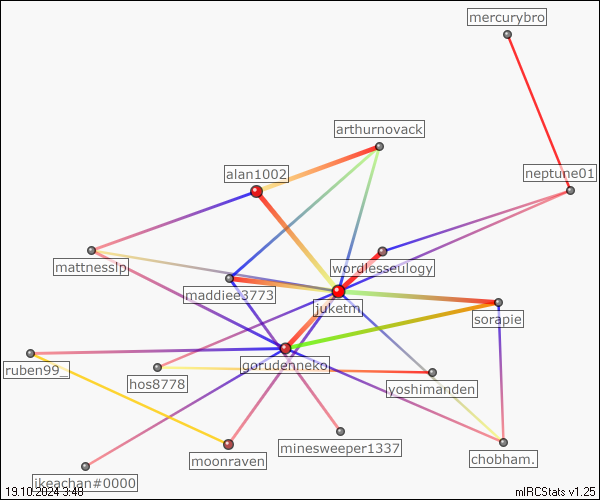 mercurybro
arthurnovack
alan1002
neptune01
wordlesseulogy
mattnesslp
maddiee3773
juketm
sorapie
gorudenneko
ruben99_
hos8778
yoshimanden
minesweeper1337
moonraven
chobham.
ikeachan#0000
19.10.2024 3:48
mIRCStats v1.25